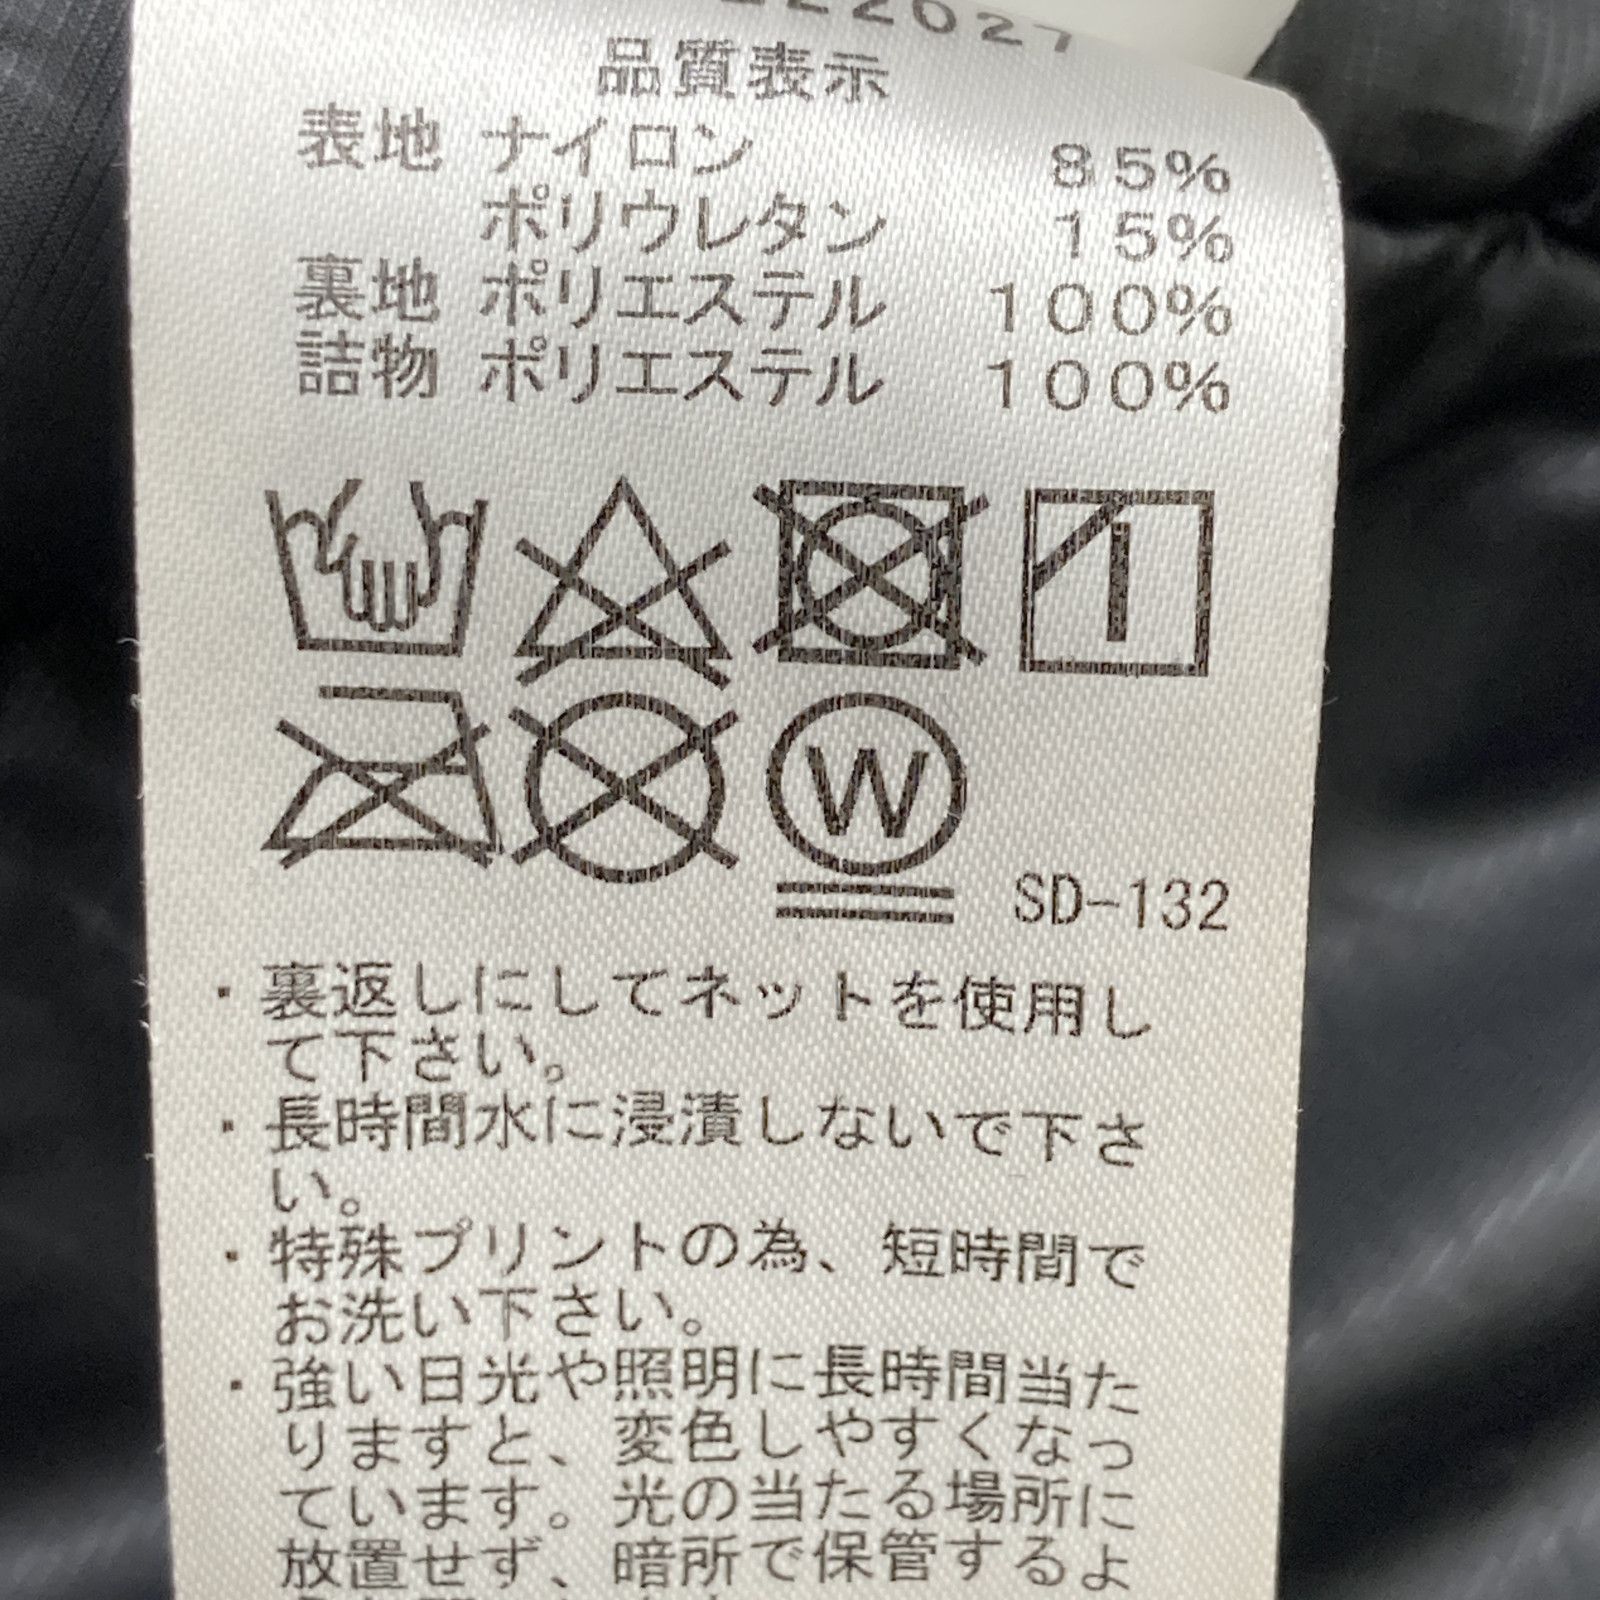 品質表示
表地 ナイロン 85%
ポリウレタン 15%
裏地 ポリエステル 100%
詰物 ポリエステル 100%
W
SD-132
・裏返しにしてネットを使用し
て下さい。
・長時間水に浸漬しないで下さ
い。
・特殊プリントの為、短時間で
お洗い下さい。
・強い日光や照明に長時間当た
りますと、変色しやすくなっ
ています。光の当たる場所に
放置せず、暗所で保管するよ